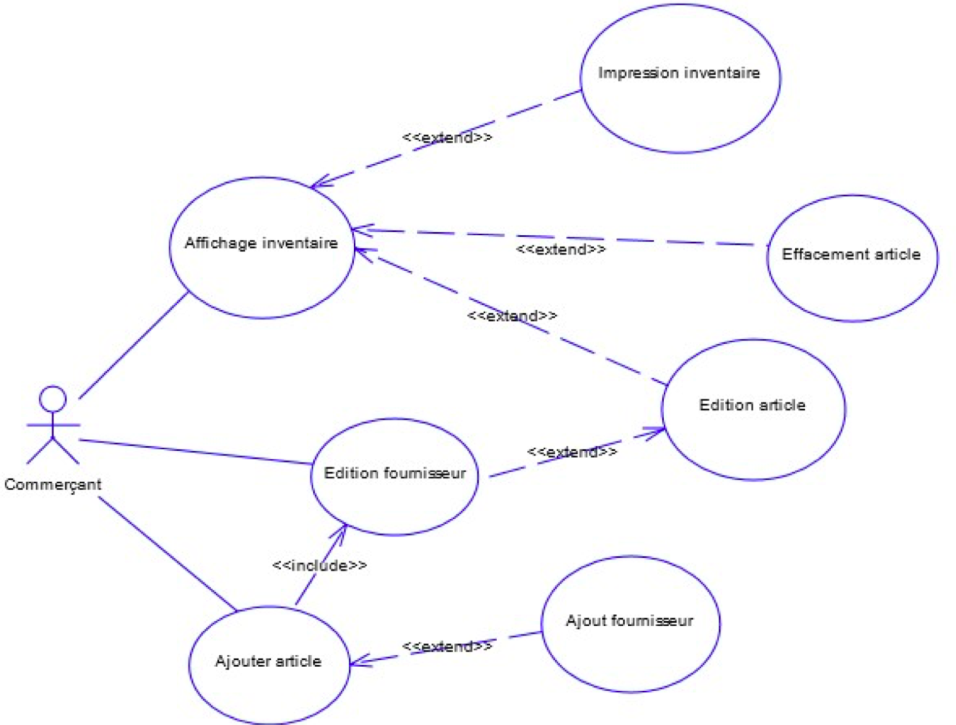 Impression inventaire
<<extend>>
Affichage inventaire
<<extend>>
Effacement article
<<extend>>
Edition article
<<extend>>
Edition fournisseur
Commerçant
<<include>>
Ajout fournisseur
<<extend>>
Ajouter article